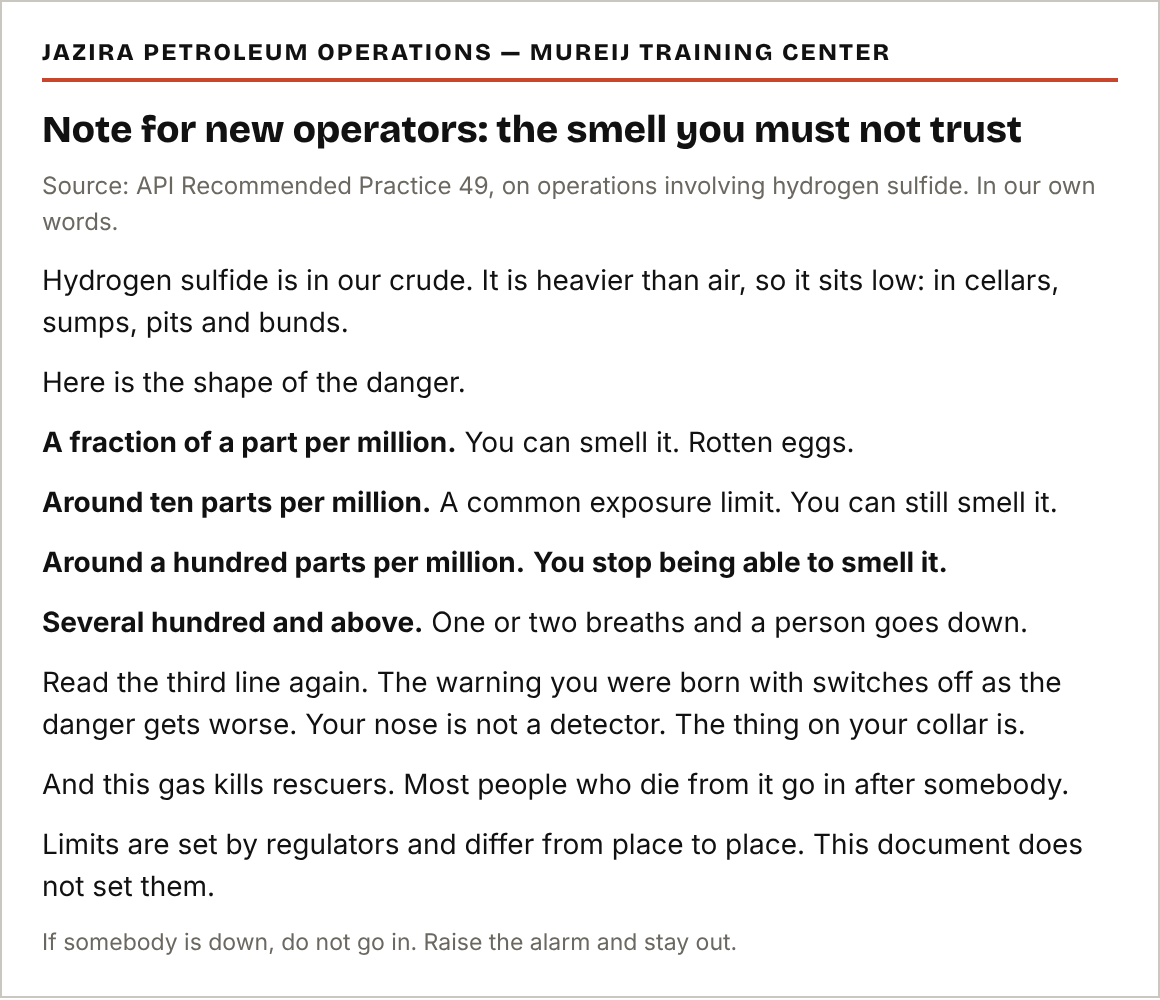 JAZIRA PETROLEUM OPERATIONS — MUREIJ TRAINING CENTER
Note for new operators: the smell you must not trust
Source: API Recommended Practice 49, on operations involving hydrogen sulfide. In our own
words.
Hydrogen sulfide is in our crude. It is heavier than air, so it sits low: in cellars,
sumps, pits and bunds.
Here is the shape of the danger.
A fraction of a part per million. You can smell it. Rotten eggs.
Around ten parts per million. A common exposure limit. You can still smell it.
Around a hundred parts per million. You stop being able to smell it.
Several hundred and above. One or two breaths and a person goes down.
Read the third line again. The warning you were born with switches off as the
danger gets worse. Your nose is not a detector. The thing on your collar is.
And this gas kills rescuers. Most people who die from it go in after somebody.
Limits are set by regulators and differ from place to place. This document does
not set them.
If somebody is down, do not go in. Raise the alarm and stay out.